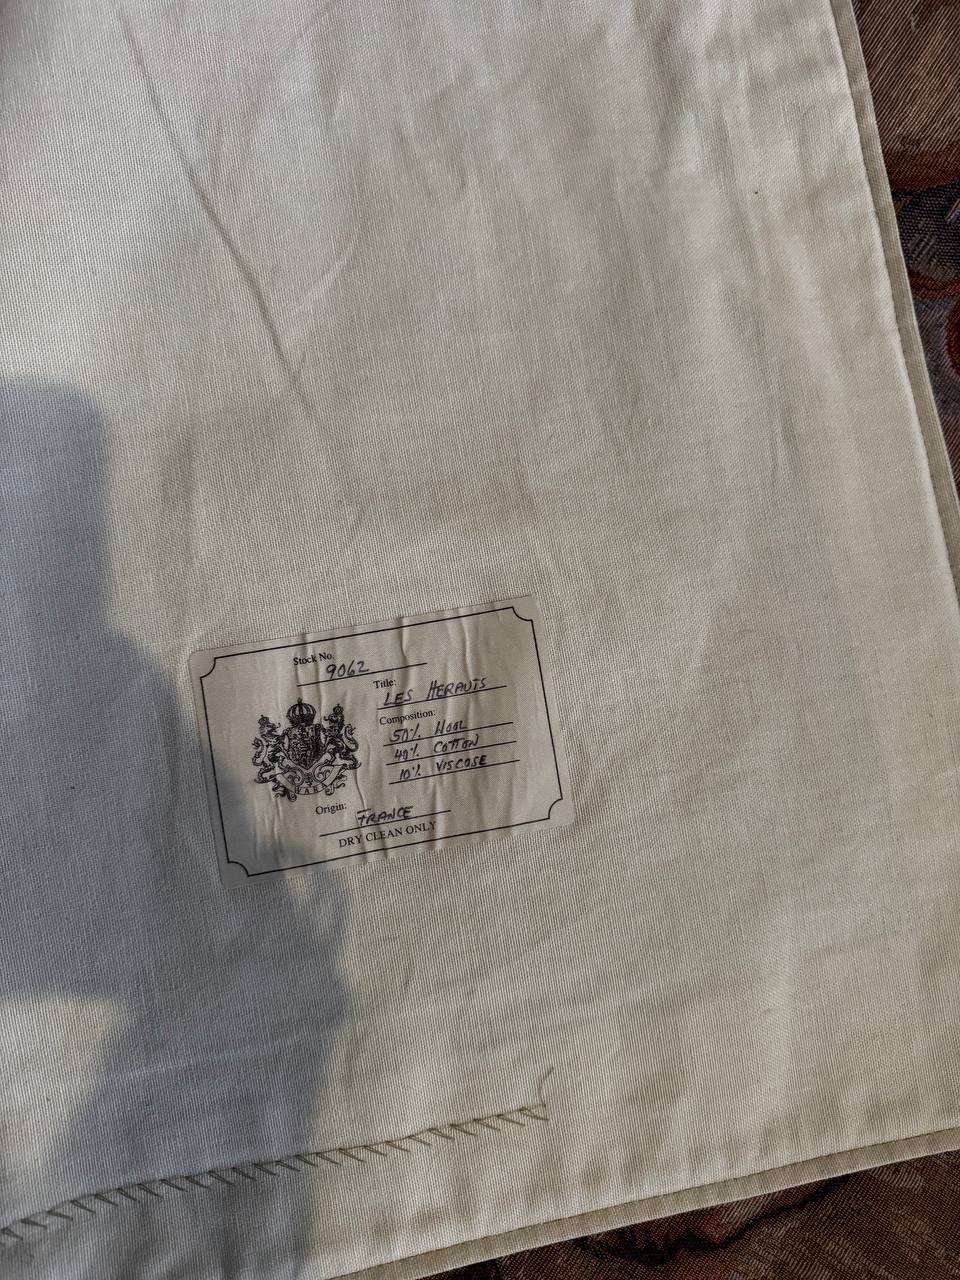 Stock No. 9062
Title: LES HERAUTS
Composition:
50% WOOL
40% COTTON
10% VISCOSE
Origin: FRANCE
DRY CLEAN ONLY